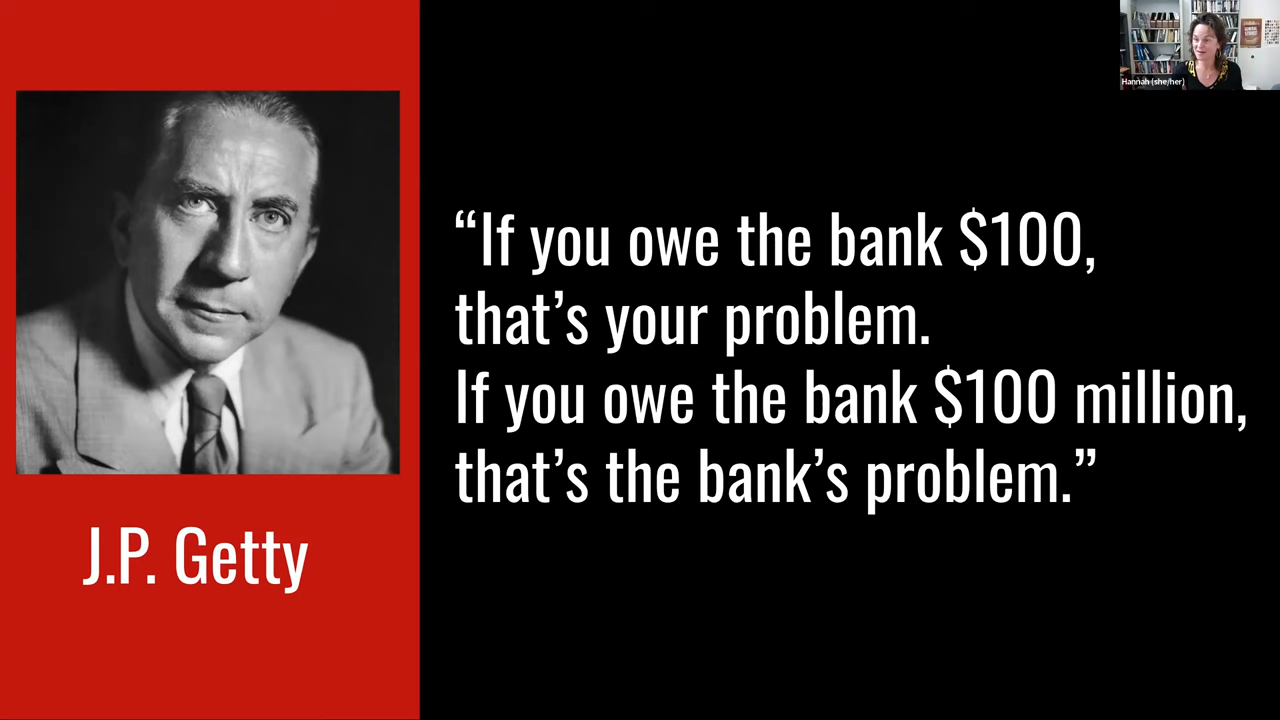 Hannah (she/her)
“If you owe the bank $100,
that’s your problem.
If you owe the bank $100 million,
that’s the bank’s problem.”
J.P. Getty